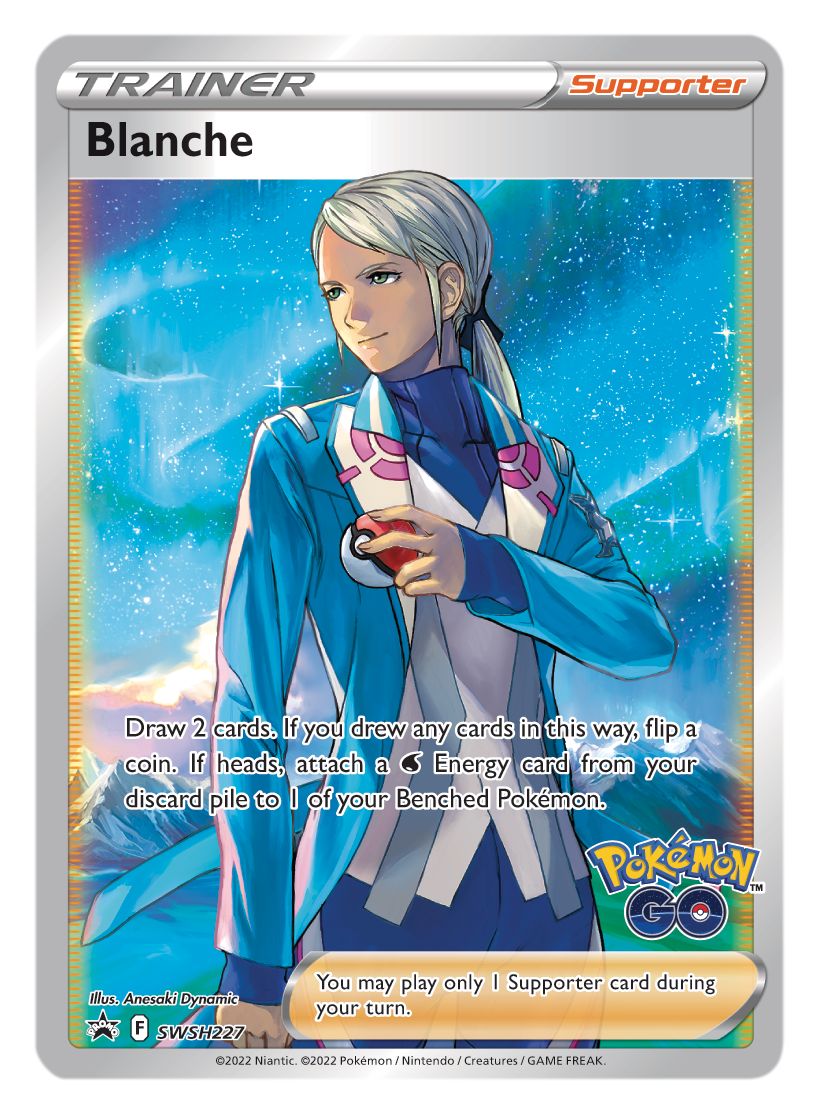 TRAINER Supporter
Blanche
Draw 2 cards. If you drew any cards in this way, flip a
coin. If heads, attach a Energy card from your
discard pile to 1 of your Benched Pokémon.
POKéMON™
GO
You may play only 1 Supporter card during
your turn.
Illus. Anesaki Dynamic
PROMO F SWSH227
©2022 Niantic. ©2022 Pokémon / Nintendo / Creatures / GAME FREAK.